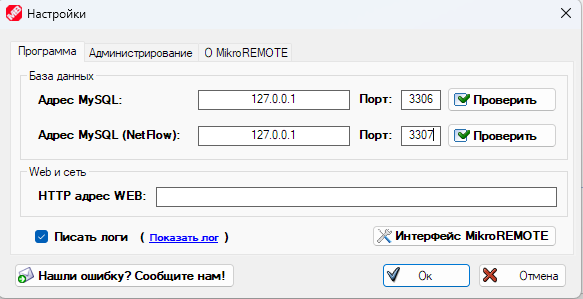 Настройки
Программа Администрирование О MikroREMOTE
База данных
Адрес MySQL: 127.0.0.1 Порт: 3306 Проверить
Адрес MySQL (NetFlow): 127.0.0.1 Порт: 3307 Проверить
Web и сеть
HTTP адрес WEB:
Писать логи ( Показать лог ) Интерфейс MikroREMOTE
Нашли ошибку? Сообщите нам! Ок Отмена